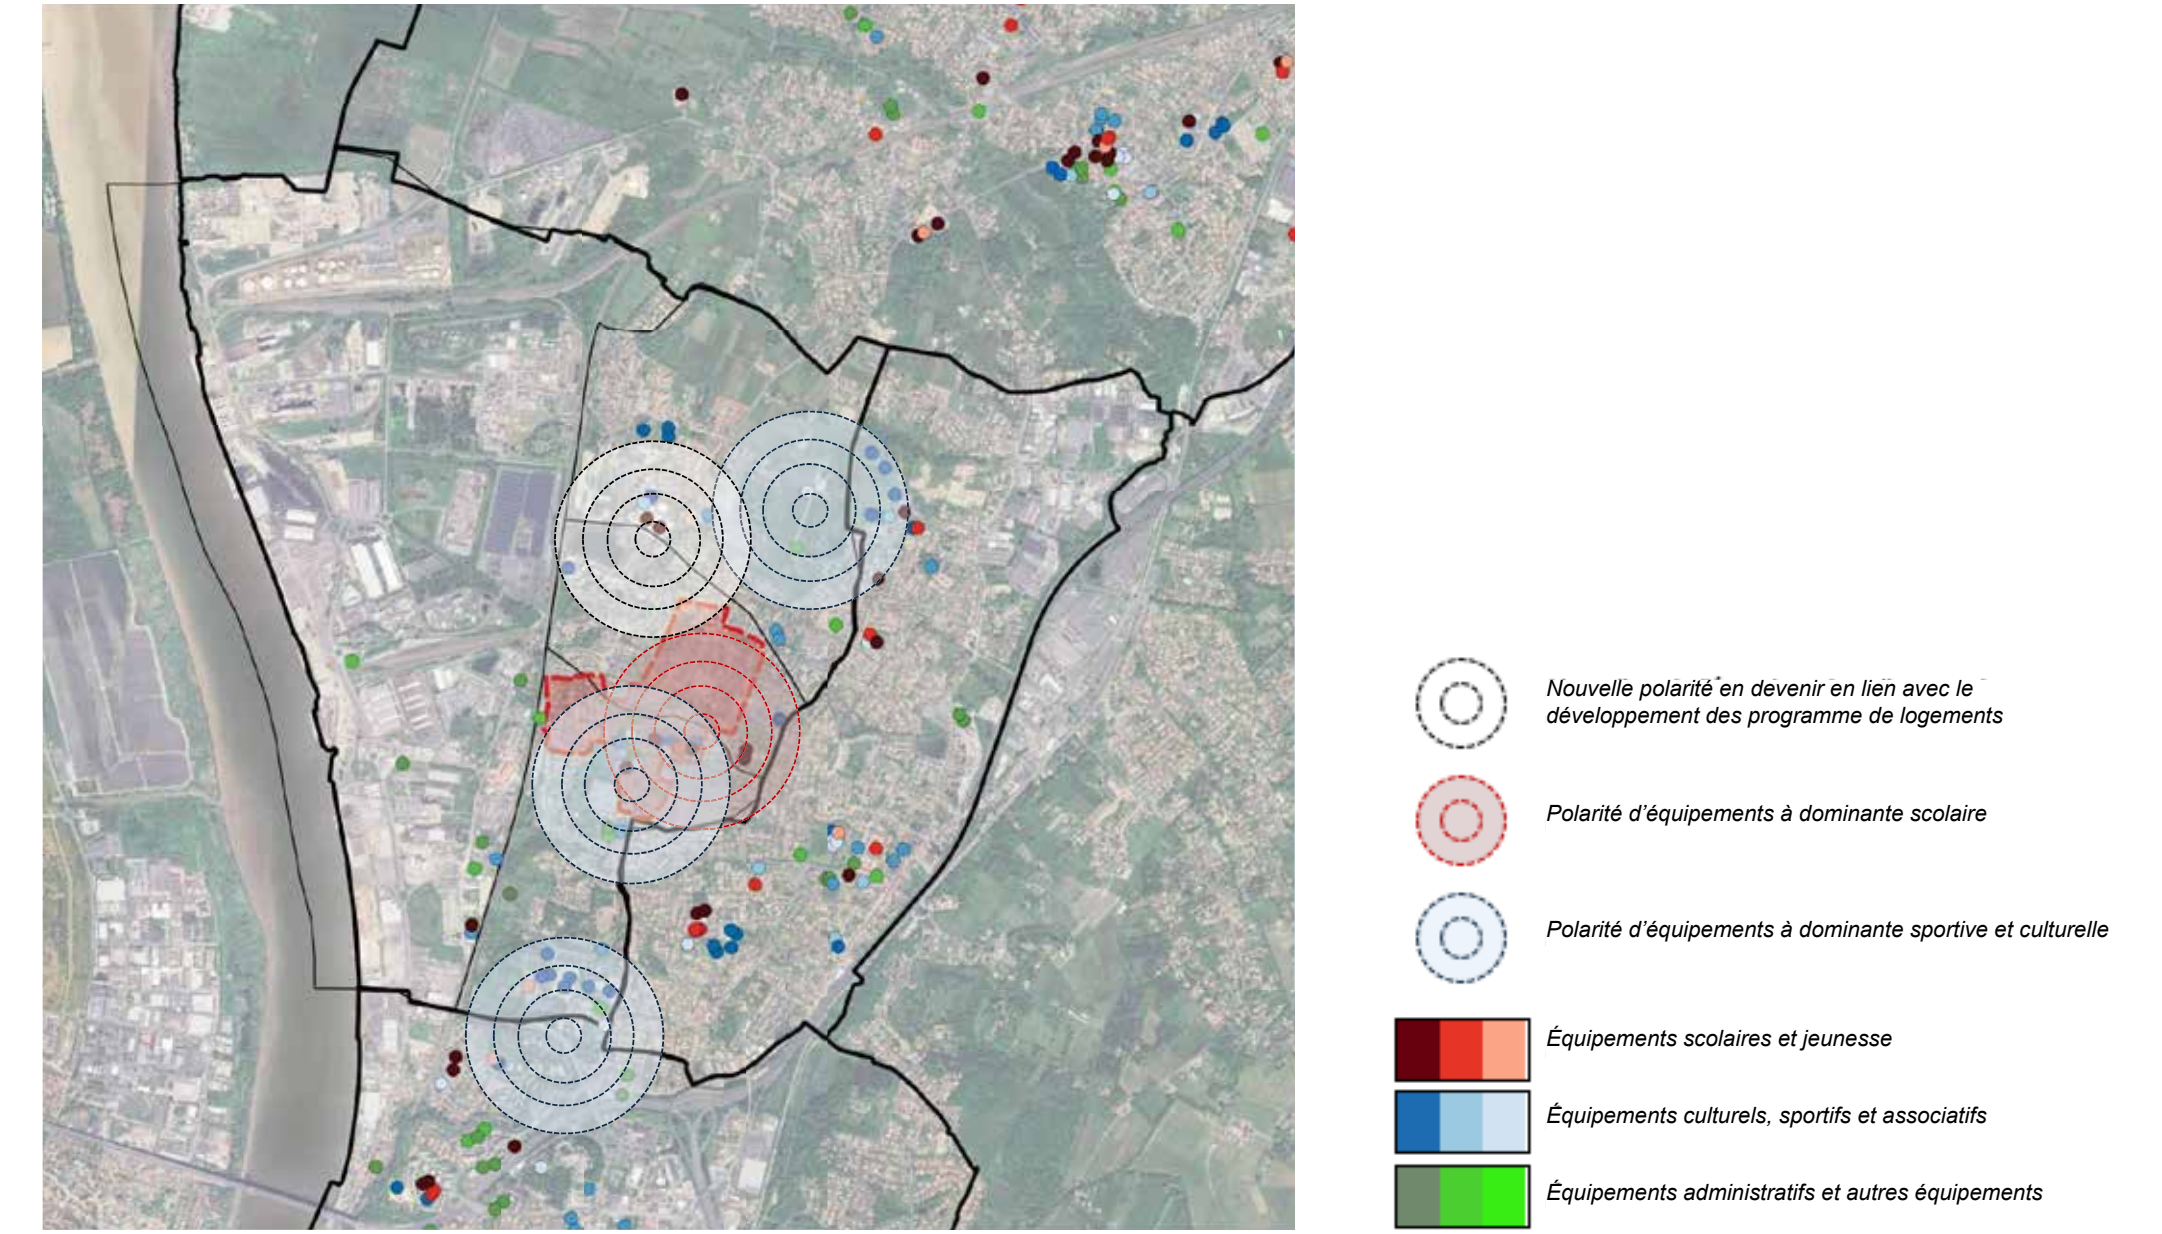 Nouvelle polarité en devenir en lien avec le
développement des programme de logements
Polarité d'équipements à dominante scolaire
Polarité d'équipements à dominante sportive et culturelle
Équipements scolaires et jeunesse
Équipements culturels, sportifs et associatifs
Équipements administratifs et autres équipements